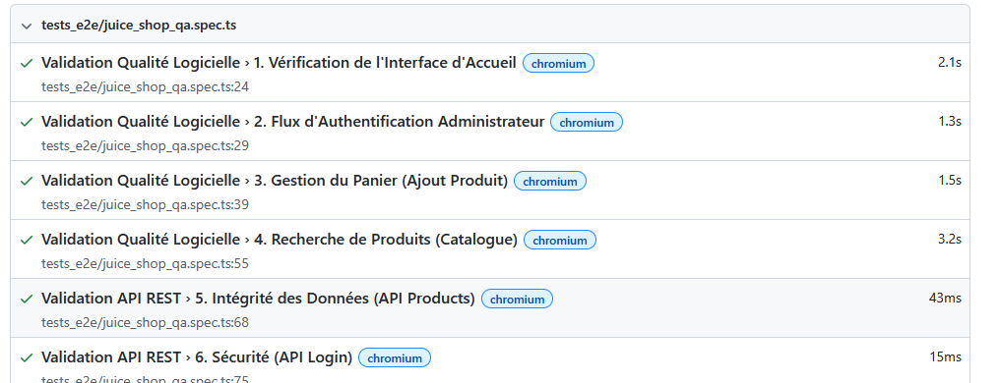 tests_e2e/juice_shop_qa.spec.ts
Validation Qualité Logicielle › 1. Vérification de l'Interface d'Accueil chromium 2.1s
tests_e2e/juice_shop_qa.spec.ts:24
Validation Qualité Logicielle › 2. Flux d'Authentification Administrateur chromium 1.3s
tests_e2e/juice_shop_qa.spec.ts:29
Validation Qualité Logicielle › 3. Gestion du Panier (Ajout Produit) chromium 1.5s
tests_e2e/juice_shop_qa.spec.ts:39
Validation Qualité Logicielle › 4. Recherche de Produits (Catalogue) chromium 3.2s
tests_e2e/juice_shop_qa.spec.ts:55
Validation API REST › 5. Intégrité des Données (API Products) chromium 43ms
tests_e2e/juice_shop_qa.spec.ts:68
Validation API REST › 6. Sécurité (API Login) chromium 15ms
tests_e2e/juice_shop_qa.spec.ts:75